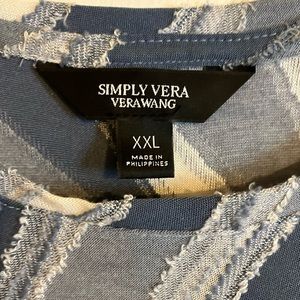 SIMPLY VERA
VERAWANG
XXL
MADE IN
PHILIPPINES